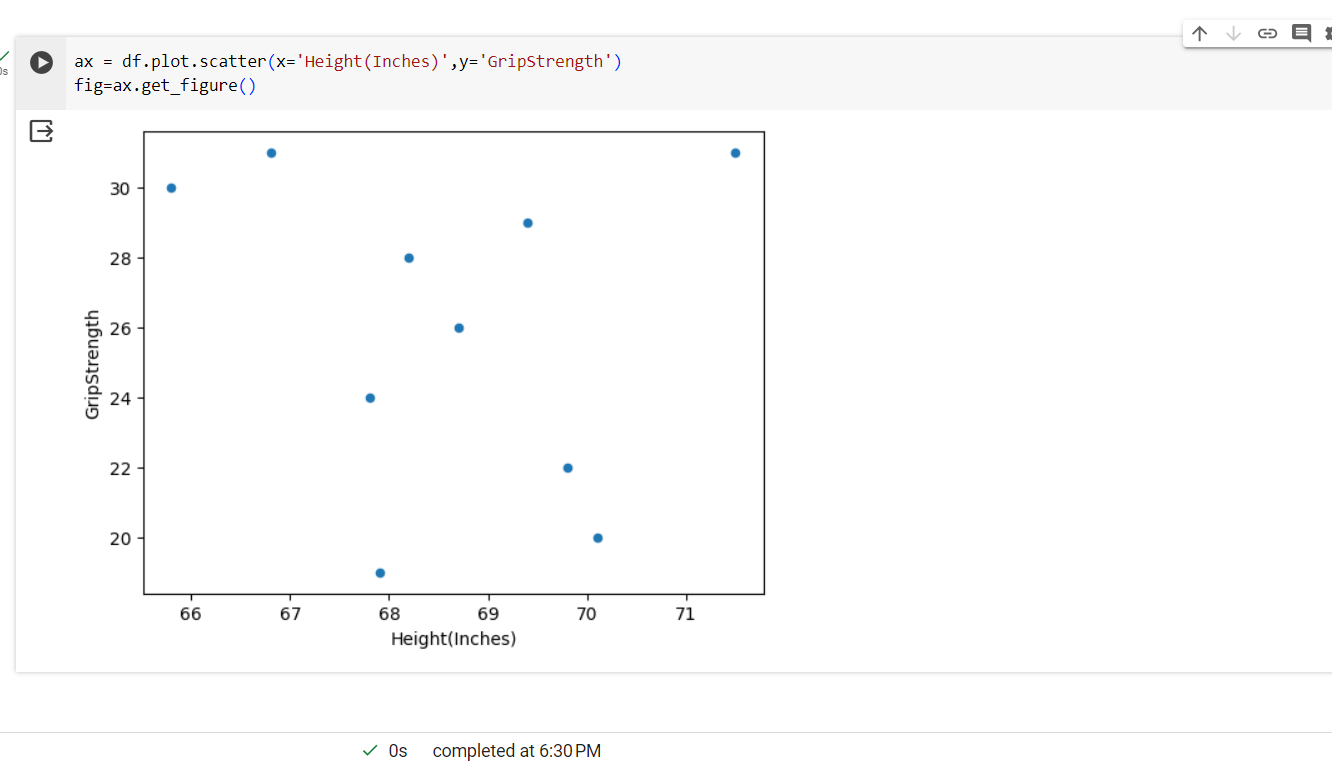 ax = df.plot.scatter(x='Height(Inches)',y='GripStrength')
fig=ax.get_figure()
0s
30
28
26
24
22
20
GripStrength
66 67 68 69 70 71
Height(Inches)
0s completed at 6:30 PM